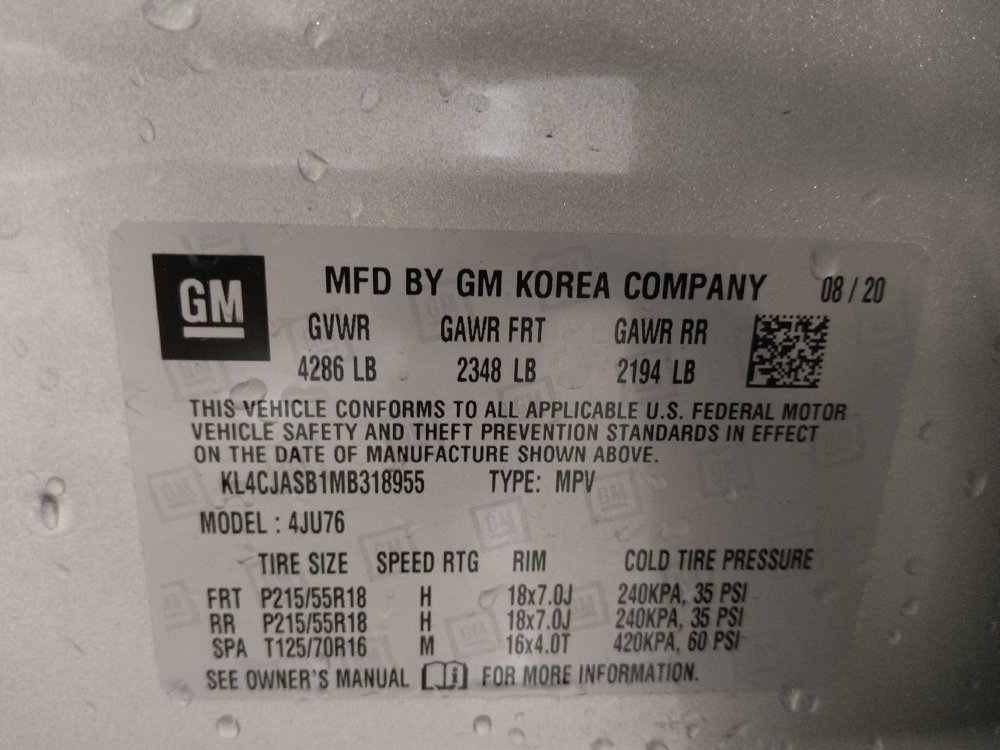 GM
MFD BY GM KOREA COMPANY 08 / 20
GVWR GAWR FRT GAWR RR
4286 LB 2348 LB 2194 LB
THIS VEHICLE CONFORMS TO ALL APPLICABLE U.S. FEDERAL MOTOR
VEHICLE SAFETY AND THEFT PREVENTION STANDARDS IN EFFECT
ON THE DATE OF MANUFACTURE SHOWN ABOVE.
KL4CJASB1MB318955 TYPE: MPV
MODEL : 4JU76
TIRE SIZE SPEED RTG RIM COLD TIRE PRESSURE
FRT P215/55R18 H 18x7.0J 240KPA, 35 PSI
RR P215/55R18 H 18x7.0J 240KPA, 35 PSI
SPA T125/70R16 M 16x4.0T 420KPA, 60 PSI
SEE OWNER'S MANUAL FOR MORE INFORMATION.